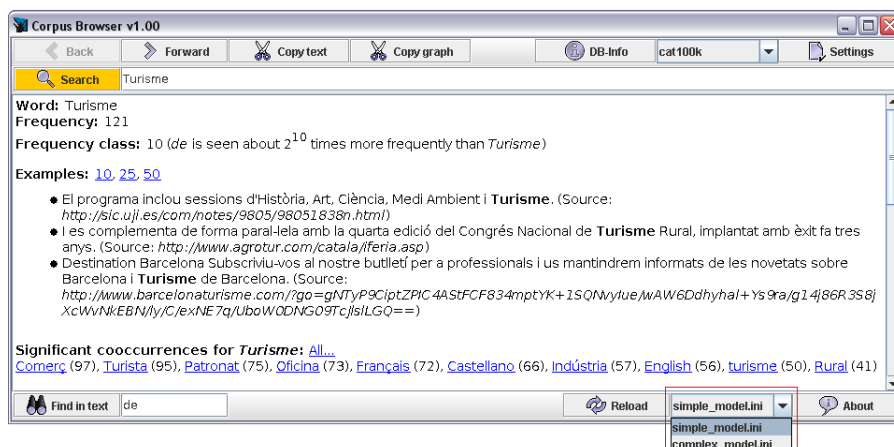 Corpus Browser v1.00
Back Forward Copy text Copy graph DB-Info cat100k Settings
Search Turisme
Word: Turisme
Frequency: 121
Frequency class: 10 (de is seen about 2^10 times more frequently than Turisme)
Examples: 10, 25, 50
El programa inclou sessions d'Història, Art, Ciència, Medi Ambient i Turisme. (Source:
http://sic.uji.es/com/notes/9805/98051838n.html)
I es complementa de forma paral·lela amb la quarta edició del Congrés Nacional de Turisme Rural, implantat amb èxit fa tres
anys. (Source: http://www.agrotur.com/catala/iferia.asp)
Destination Barcelona Subscriviu-vos al nostre butlletí per a professionals i us mantindrem informats de les novetats sobre
Barcelona i Turisme de Barcelona. (Source:
http://www.barcelonaturisme.com/?go=gNTyP9CiptZPIC4AStFCF834mptYK+1SQNvylue/wAW6Ddhyhal+Ys9ra/g14j86R3S8j
XcWvNkEBN/ly/C/exNE7q/UboWODNG09TcJlslLGQ==)
Significant cooccurrences for Turisme: All...
Comerç (97), Turista (95), Patronat (75), Oficina (73), Français (72), Castellano (66), Indústria (57), English (56), turisme (50), Rural (41)
Find in text de Reload simple_model.ini About
simple_model.ini
complex_model.ini